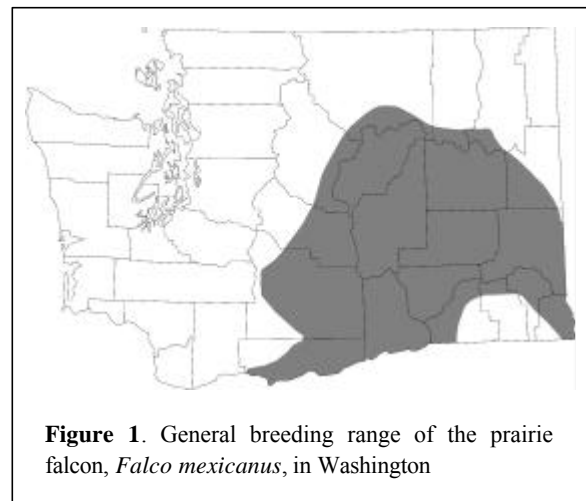 Figure 1. General breeding range of the prairie
falcon, Falco mexicanus, in Washington